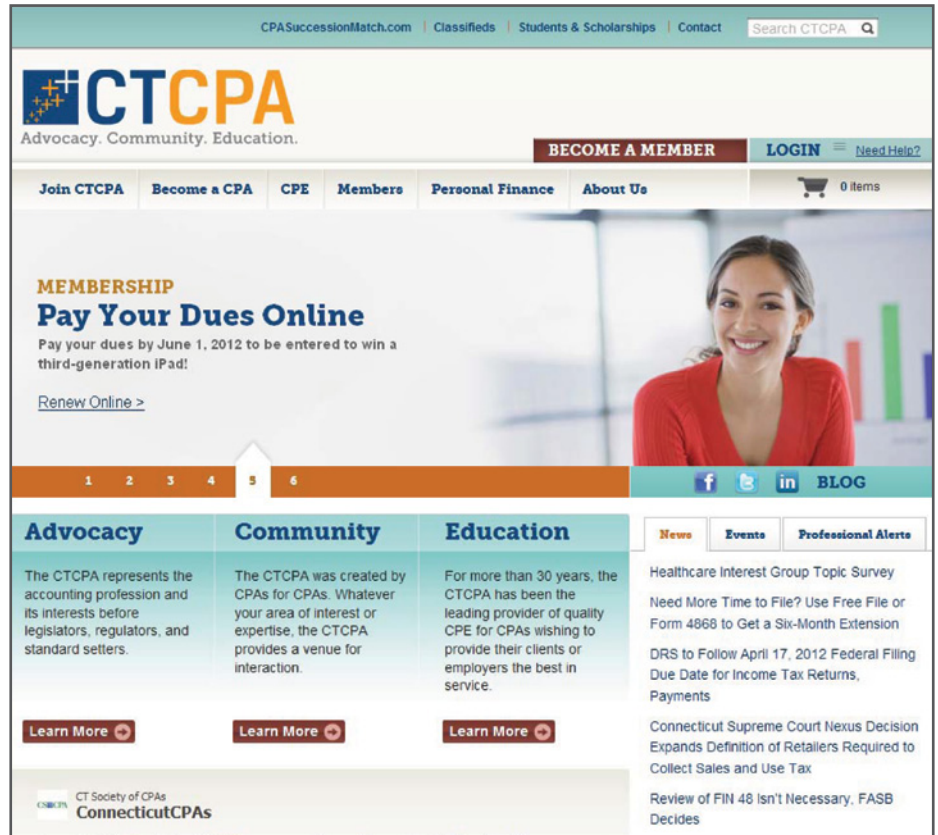 CPASuccessionMatch.com | Classifieds | Students & Scholarships | Contact
Search CTCPA
CTCPA
Advocacy. Community. Education.
BECOME A MEMBER
LOGIN Need Help?
Join CTCPA Become a CPA CPE Members Personal Finance About Us
0 items
MEMBERSHIP
Pay Your Dues Online
Pay your dues by June 1, 2012 to be entered to win a
third-generation iPad!
Renew Online >
1 2 3 4 5 6
f t in BLOG
Advocacy
The CTCPA represents the
accounting profession and
its interests before
legislators, regulators, and
standard setters.
Learn More
Community
The CTCPA was created by
CPAs for CPAs. Whatever
your area of interest or
expertise, the CTCPA
provides a venue for
interaction.
Learn More
Education
For more than 30 years, the
CTCPA has been the
leading provider of quality
CPE for CPAs wishing to
provide their clients or
employers the best in
service.
Learn More
News Events Professional Alerts
Healthcare Interest Group Topic Survey
Need More Time to File? Use Free File or
Form 4868 to Get a Six-Month Extension
DRS to Follow April 17, 2012 Federal Filing
Due Date for Income Tax Returns,
Payments
Connecticut Supreme Court Nexus Decision
Expands Definition of Retailers Required to
Collect Sales and Use Tax
Review of FIN 48 Isn't Necessary, FASB
Decides
CT Society of CPAs
ConnecticutCPAs